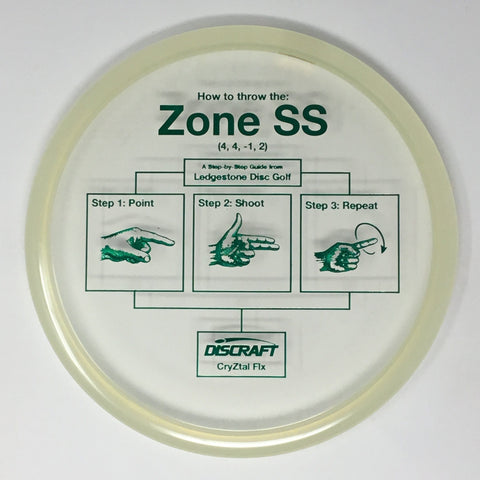 How to throw the:
Zone SS
(4, 4, -1, 2)
A Step-by-Step Guide from
Ledgestone Disc Golf
Step 1: Point
Step 2: Shoot
Step 3: Repeat
DISCRAFT
CryZtal Flx